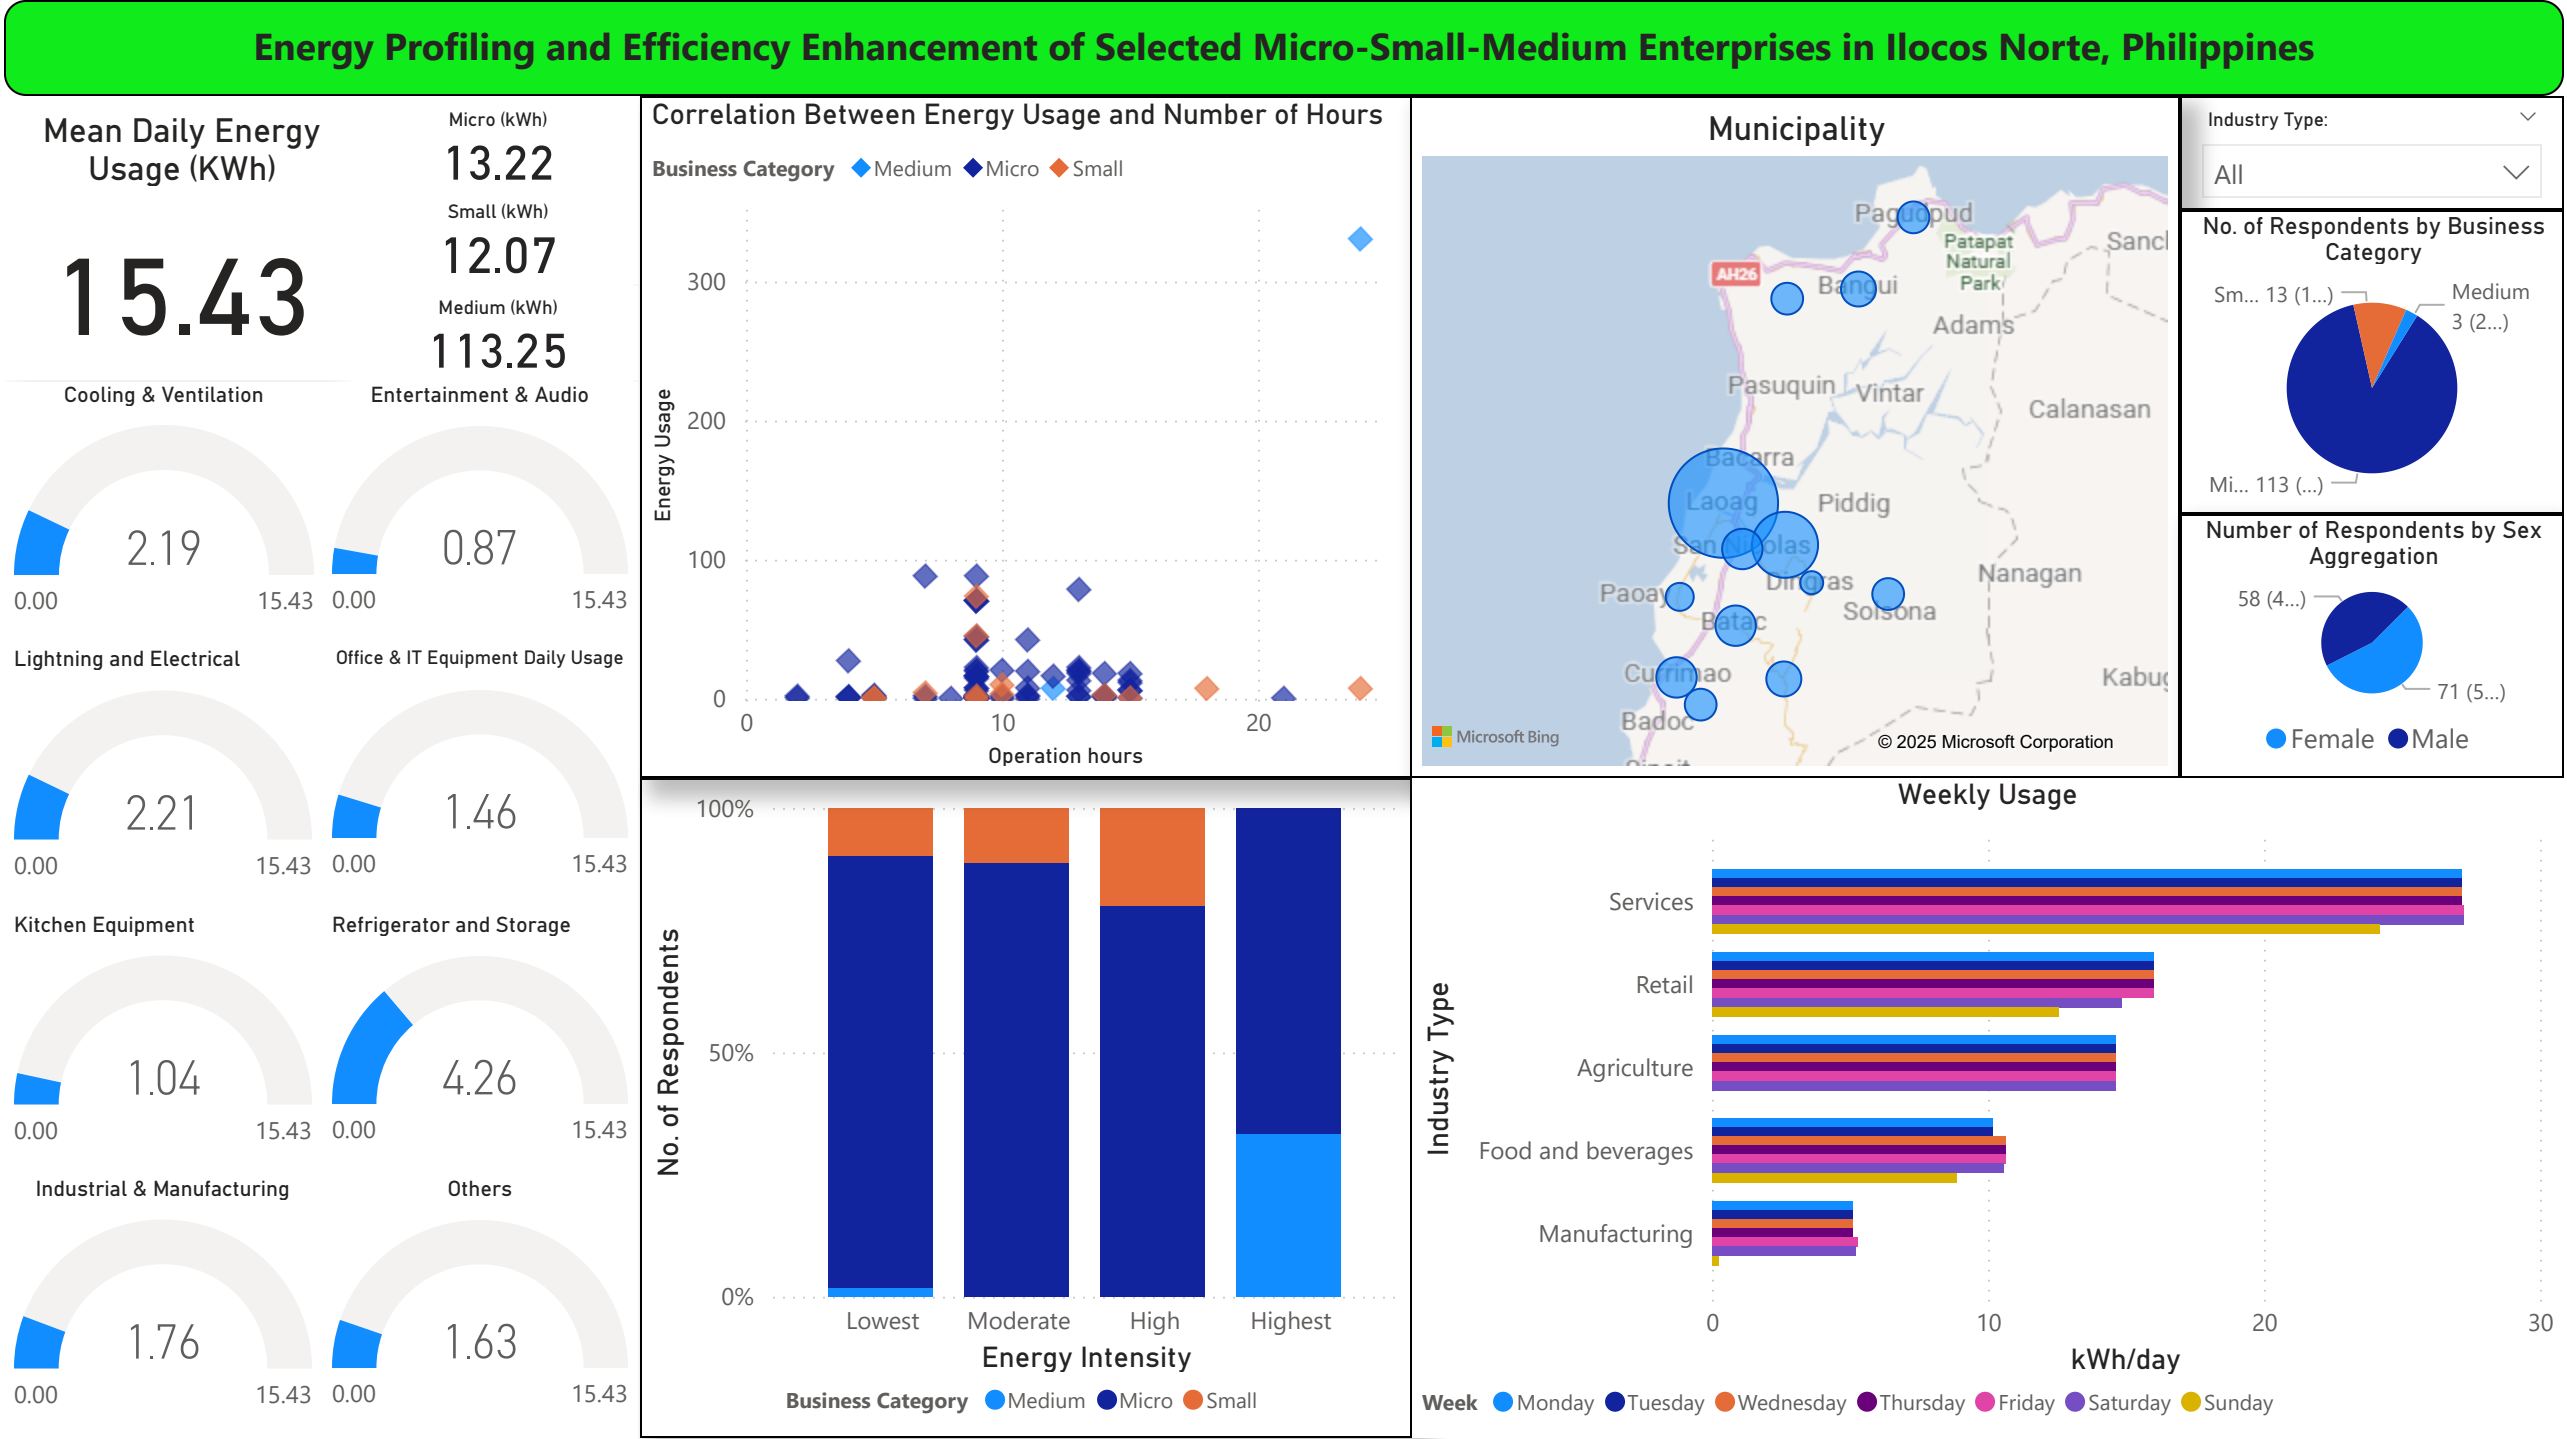 Energy Profiling and Efficiency Enhancement of Selected Micro-Small-Medium Enterprises in Ilocos Norte, Philippines
Mean Daily Energy
Usage (KWh)
15.43
Micro (kWh)
13.22
Small (kWh)
12.07
Medium (kWh)
113.25
Cooling & Ventilation
2.19
0.00
15.43
Entertainment & Audio
0.87
0.00
15.43
Lightning and Electrical
2.21
0.00
15.43
Office & IT Equipment Daily Usage
1.46
0.00
15.43
Kitchen Equipment
1.04
0.00
15.43
Refrigerator and Storage
4.26
0.00
15.43
Industrial & Manufacturing
1.76
0.00
15.43
Others
1.63
0.00
15.43
Correlation Between Energy Usage and Number of Hours
Business Category Medium Micro Small
Energy Usage
300
200
100
0
0 10 20
Operation hours
100%
50%
0%
No. of Respondents
Lowest Moderate High Highest
Energy Intensity
Business Category Medium Micro Small
Municipality
Pagudpud
Patapat
Natural
Park
Sancl
AH26
Bangui
Adams
Pasuquin
Vintar
Calanasan
Bacarra
Laoag
Piddig
San Nicolas
Dingras
Nanagan
Paoay
Solsona
Batac
Currimao
Kabug
Badoc
Microsoft Bing
© 2025 Microsoft Corporation
Industry Type:
All
No. of Respondents by Business
Category
Sm... 13 (1...)
Medium
3 (2...)
Mi... 113 (...)
Number of Respondents by Sex
Aggregation
58 (4...)
71 (5...)
Female Male
Weekly Usage
Industry Type
Services
Retail
Agriculture
Food and beverages
Manufacturing
0 10 20 30
kWh/day
Week Monday Tuesday Wednesday Thursday Friday Saturday Sunday